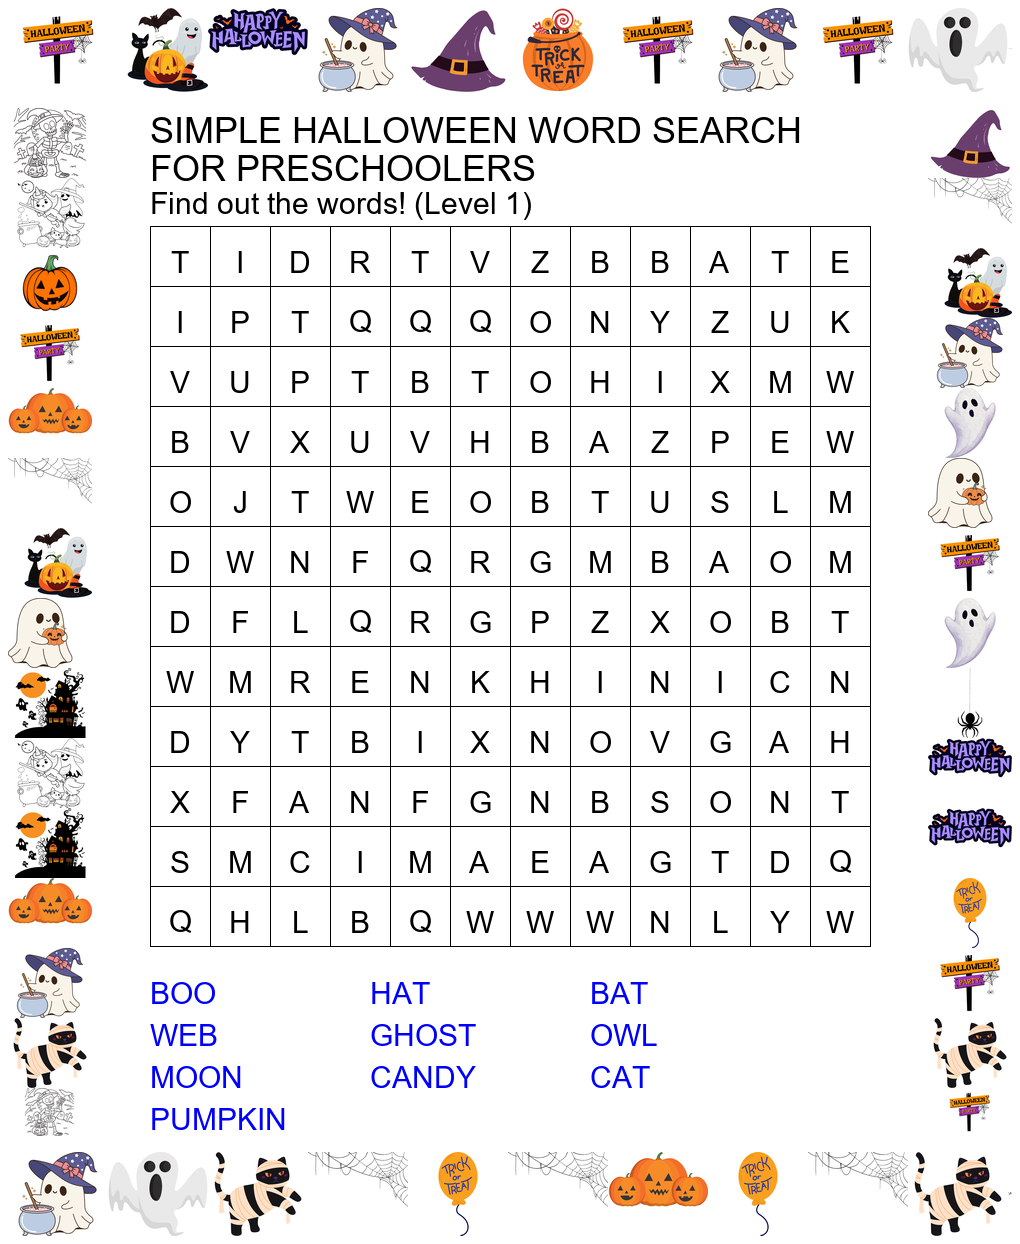 HALLOWEEN PARTY HAPPY HALLOWEEN TRICK or TREAT HALLOWEEN PARTY HALLOWEEN PARTY
SIMPLE HALLOWEEN WORD SEARCH
FOR PRESCHOOLERS
Find out the words! (Level 1)
T I D R T V Z B B A T E
I P T Q Q Q O N Y Z U K
V U P T B T O H I X M W
B V X U V H B A Z P E W
O J T W E O B T U S L M
D W N F Q R G M B A O M
D F L Q R G P Z X O B T
W M R E N K H I N I C N
D Y T B I X N O V G A H
X F A N F G N B S O N T
S M C I M A E A G T D Q
Q H L B Q W W W N L Y W
BOO HAT BAT
WEB GHOST OWL
MOON CANDY CAT
PUMPKIN
HALLOWEEN
PARTY
HALLOWEEN
PARTY
HAPPY
HALLOWEEN
HAPPY
HALLOWEEN
TRICK
or
TREAT
HALLOWEEN
PARTY
HALLOWEEN
PARTY
TRICK or TREAT TRICK or TREAT